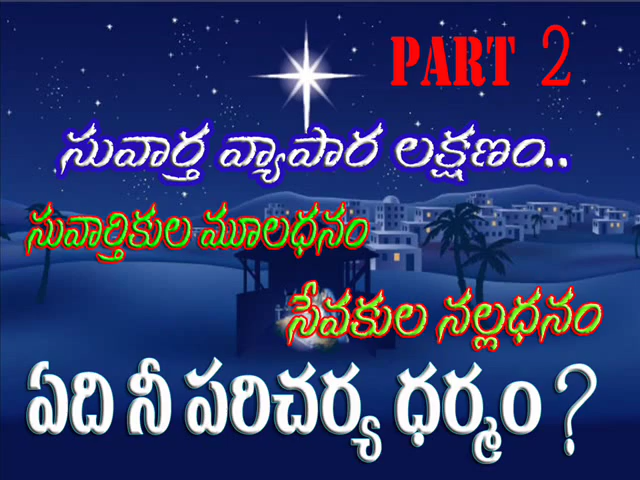 PART 2
సువార్త వ్యాపార లక్షణం..
సువార్తికుల మూలధనం
సేవకుల నల్లధనం
ఏది నీ పరిచర్య ధర్మం?